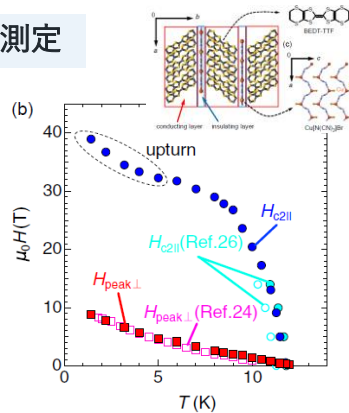 測定
BEDT-TTF
(c)
Cu[N(CN)₂]Br
conducting layer
insulating layer
(b)
40
30
20
10
0
μ₀H(T)
upturn
Hc2||
Hc2||(Ref.26)
Hpeak⊥
Hpeak⊥(Ref.24)
0
5
10
T (K)